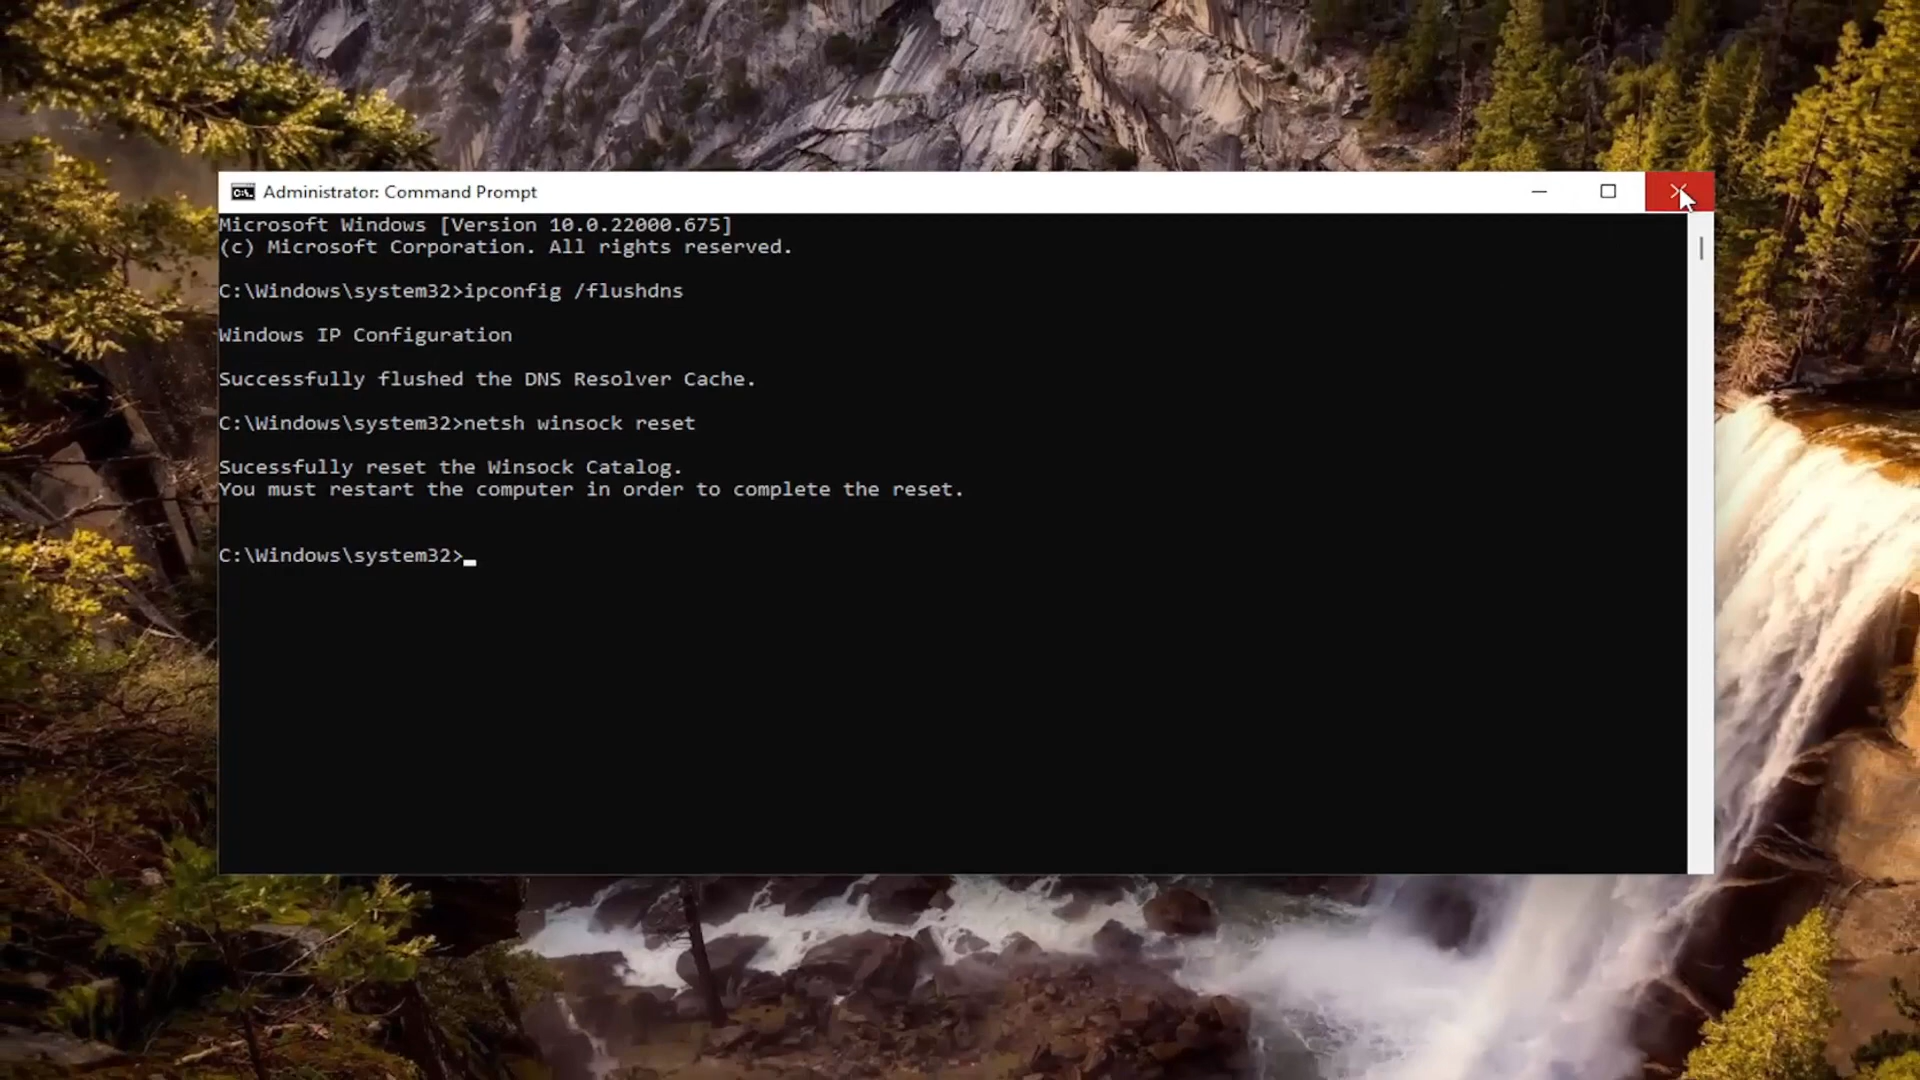 Administrator: Command Prompt
Microsoft Windows [Version 10.0.22000.675]
(c) Microsoft Corporation. All rights reserved.
C:\Windows\system32>ipconfig /flushdns
Windows IP Configuration
Successfully flushed the DNS Resolver Cache.
C:\Windows\system32>netsh winsock reset
Sucessfully reset the Winsock Catalog.
You must restart the computer in order to complete the reset.
C:\Windows\system32>